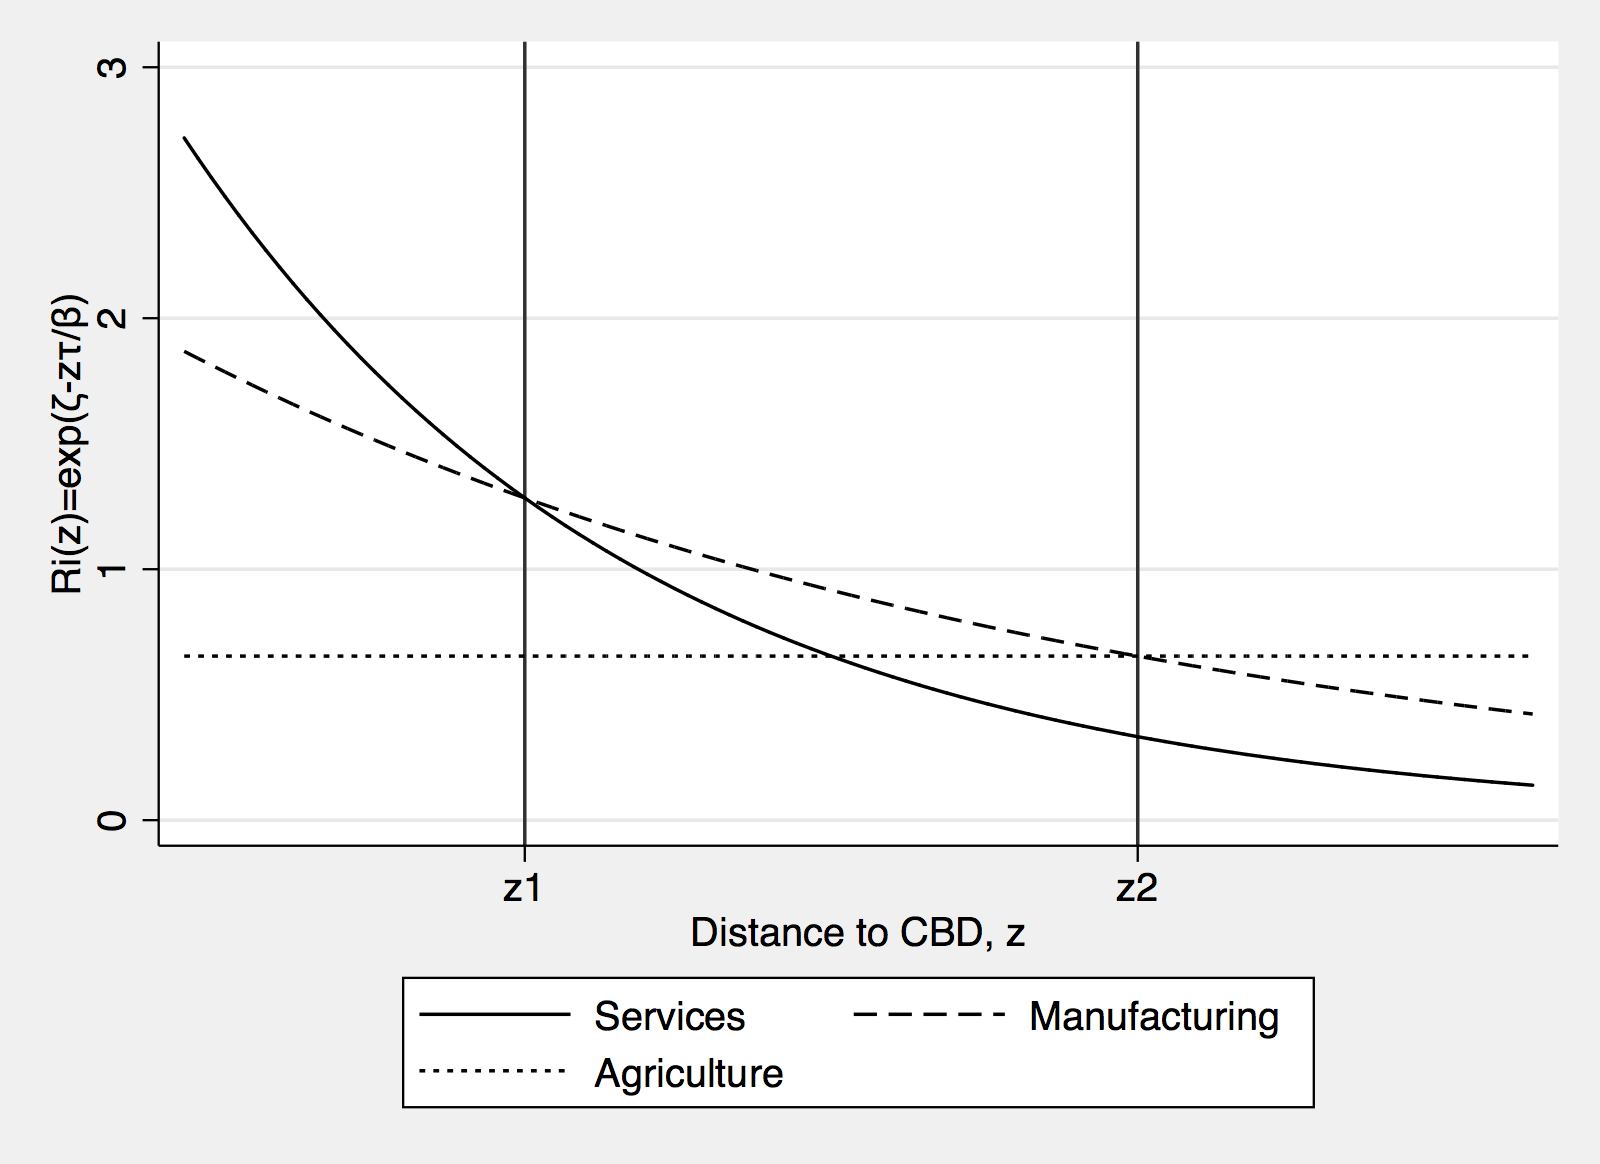 Ri(z)=exp(ζ-zτ/β)
3
2
1
0
z1 z2
Distance to CBD, z
Services Manufacturing
Agriculture